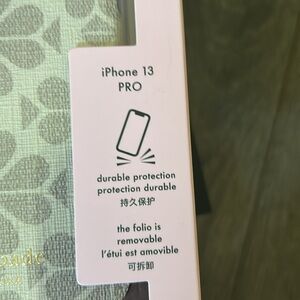 iPhone 13
PRO
durable protection
protection durable
持久保护
the folio is
removable
l'étui est amovible
可拆卸